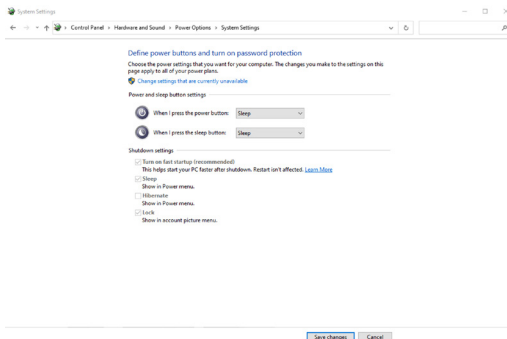 System Settings
Control Panel > Hardware and Sound > Power Options > System Settings
Define power buttons and turn on password protection
Choose the power settings that you want for your computer. The changes you make to the settings on this
page apply to all of your power plans.
Change settings that are currently unavailable
Power and sleep button settings
When I press the power button: Sleep
When I press the sleep button: Sleep
Shutdown settings
Turn on fast startup (recommended)
This helps start your PC faster after shutdown. Restart isn't affected. Learn More
Sleep
Show in Power menu.
Hibernate
Show in Power menu.
Lock
Show in account picture menu.
Save changes Cancel